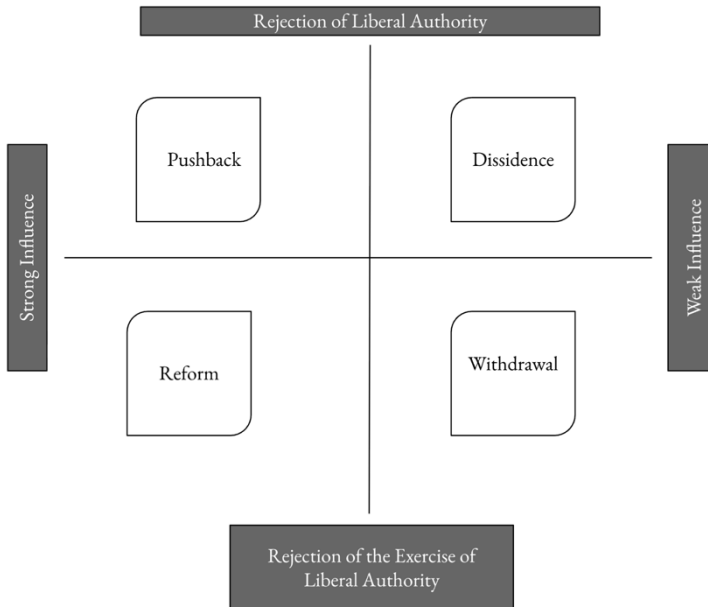 Rejection of Liberal Authority
Pushback
Dissidence
Strong Influence
Weak Influence
Reform
Withdrawal
Rejection of the Exercise of
Liberal Authority